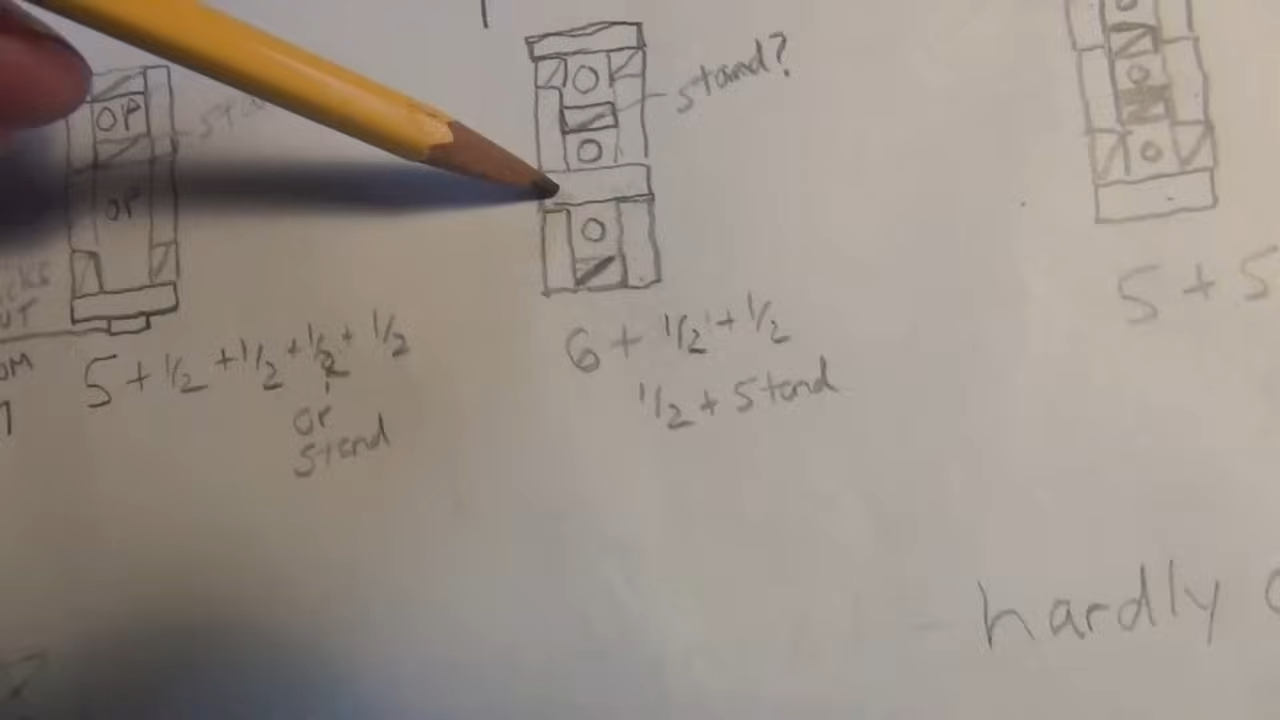 OP
OP
5 + 1/2 + 1/2 + 1/2 + 1/2
or
stand
O
stand?
O
O
6 + 1/2 + 1/2
1/2 + Stand
O
O
O
5 + 5
hardly